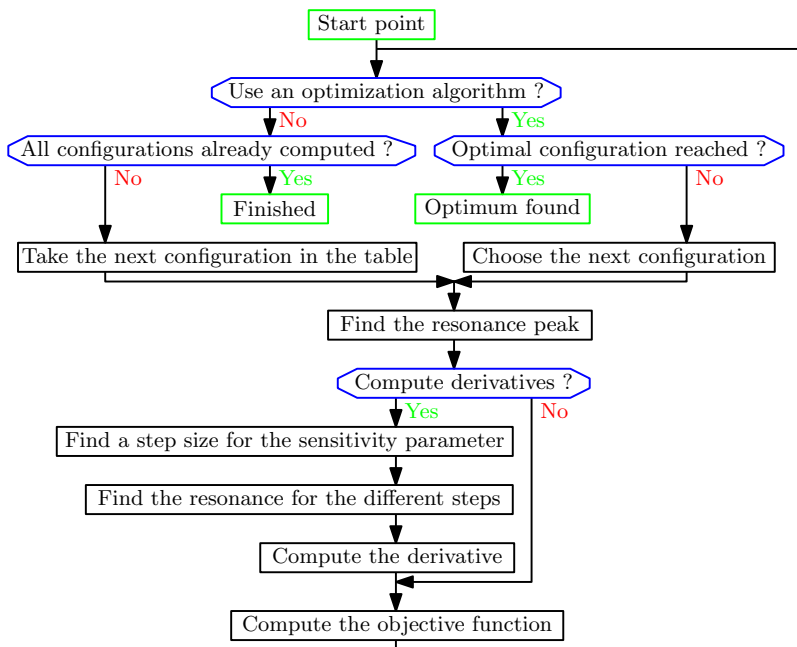 Start point
Use an optimization algorithm ?
No
Yes
All configurations already computed ?
Optimal configuration reached ?
No
Yes
Yes
No
Finished
Optimum found
Take the next configuration in the table
Choose the next configuration
Find the resonance peak
Compute derivatives ?
Yes
No
Find a step size for the sensitivity parameter
Find the resonance for the different steps
Compute the derivative
Compute the objective function